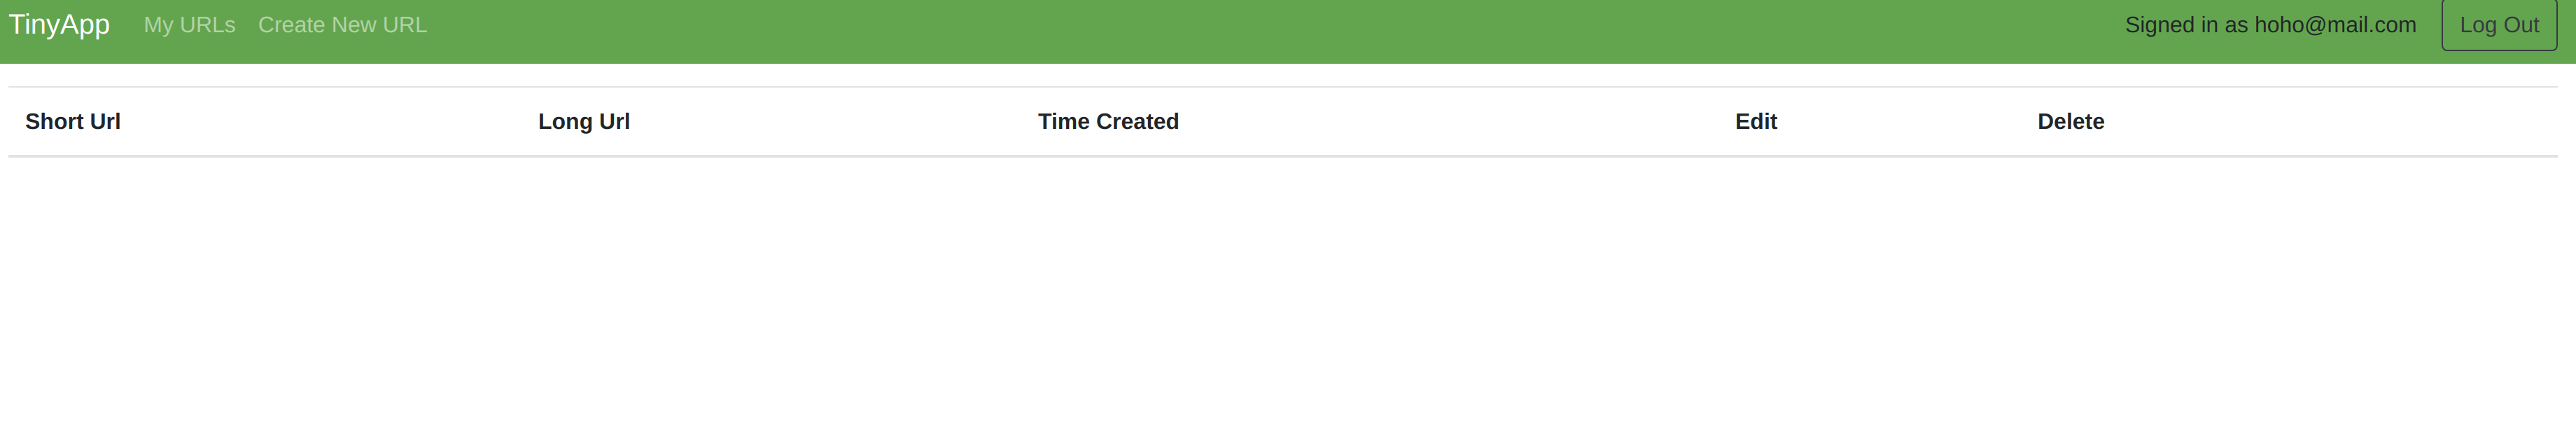 TinyApp My URLs Create New URL Signed in as hoho@mail.com Log Out
Short Url Long Url Time Created Edit Delete